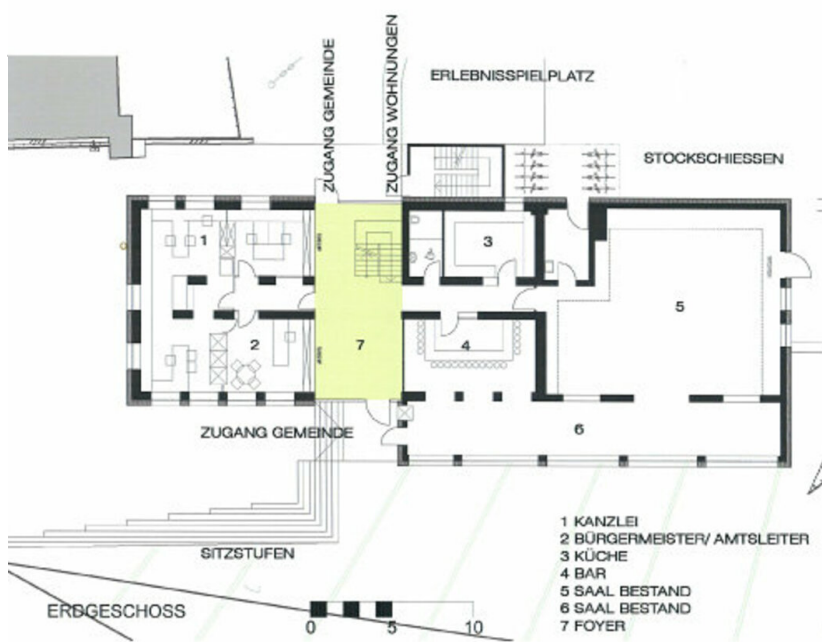 ZUGANG GEMEINDE
ZUGANG WOHNUNGEN
ERLEBNISSPIELPLATZ
STOCKSCHIESSEN
1
3
5
2
7
4
6
ZUGANG GEMEINDE
SITZSTUFEN
1 KANZLEI
2 BÜRGERMEISTER/ AMTSLEITER
3 KÜCHE
4 BAR
5 SAAL BESTAND
6 SAAL BESTAND
7 FOYER
ERDGESCHOSS
0 5 10